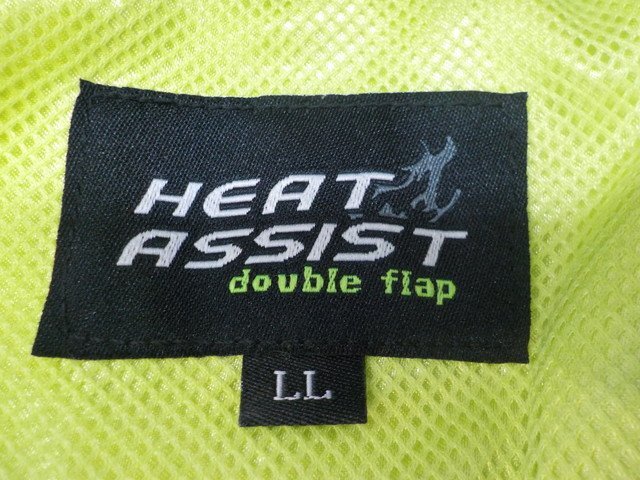 HEAT
ASSIST
double flap
LL